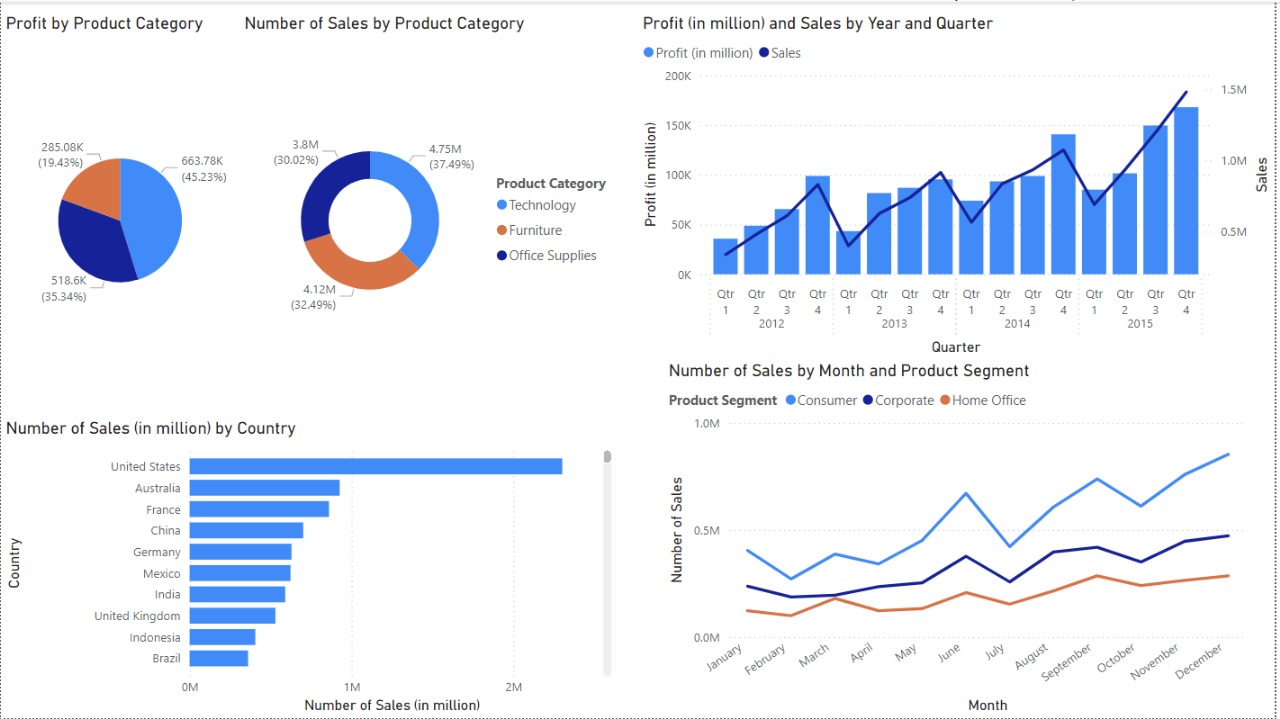 Profit by Product Category
285.08K
(19.43%)
663.78K
(45.23%)
518.6K
(35.34%)
Number of Sales by Product Category
3.8M
(30.02%)
4.75M
(37.49%)
4.12M
(32.49%)
Product Category
Technology
Furniture
Office Supplies
Profit (in million) and Sales by Year and Quarter
Profit (in million) Sales
200K
150K
100K
50K
0K
Profit (in million)
1.5M
1.0M
0.5M
Sales
Qtr Qtr Qtr Qtr Qtr Qtr Qtr Qtr Qtr Qtr Qtr Qtr Qtr Qtr Qtr Qtr
1 2 3 4 1 2 3 4 1 2 3 4 1 2 3 4
2012 2013 2014 2015
Quarter
Number of Sales (in million) by Country
Country
United States
Australia
France
China
Germany
Mexico
India
United Kingdom
Indonesia
Brazil
0M 1M 2M
Number of Sales (in million)
Number of Sales by Month and Product Segment
Product Segment Consumer Corporate Home Office
1.0M
0.5M
0.0M
Number of Sales
January February March April May June July August September October November December
Month